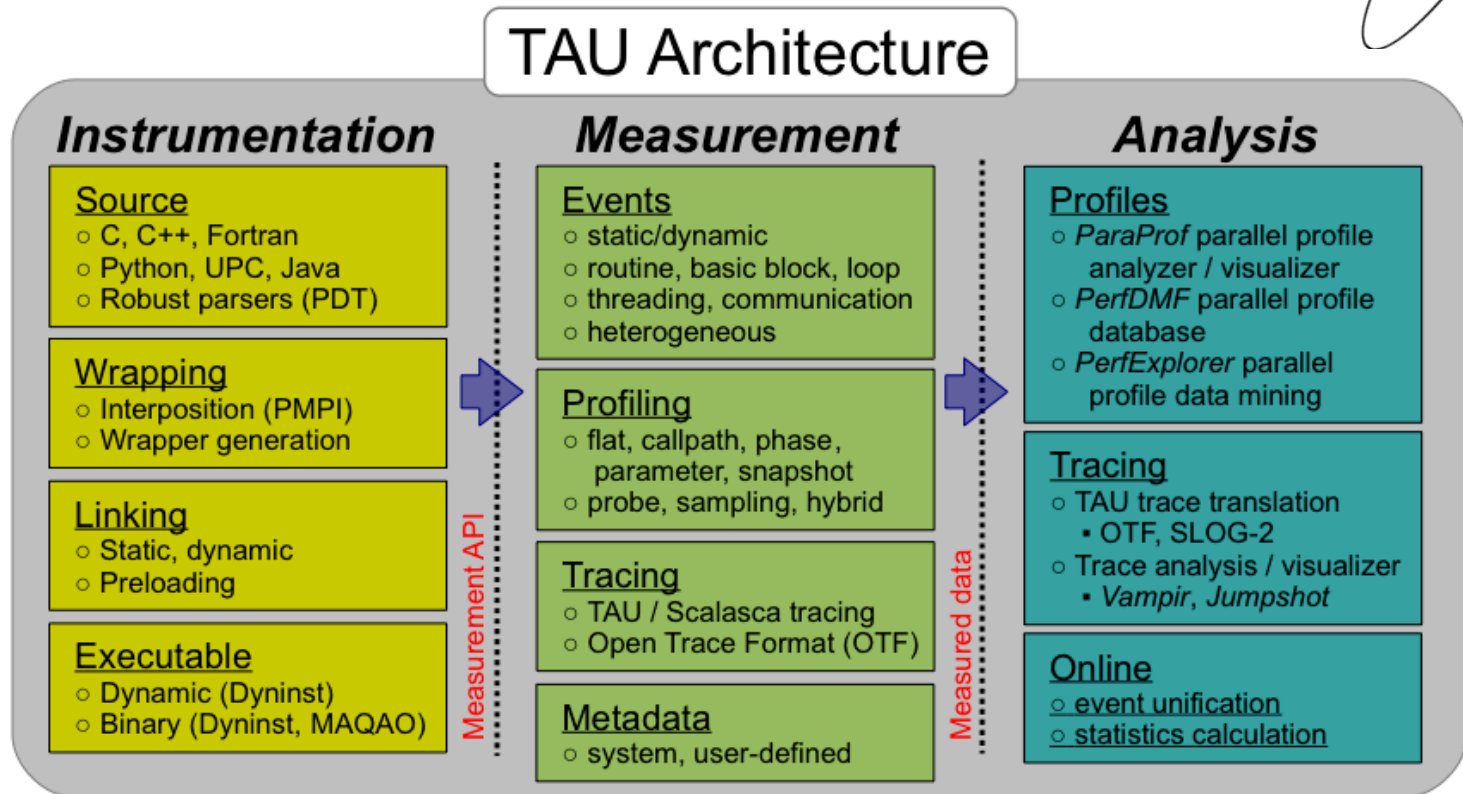 TAU Architecture
Instrumentation
Source
○ C, C++, Fortran
○ Python, UPC, Java
○ Robust parsers (PDT)
Wrapping
○ Interposition (PMPI)
○ Wrapper generation
Linking
○ Static, dynamic
○ Preloading
Executable
○ Dynamic (Dyninst)
○ Binary (Dyninst, MAQAO)
Measurement API
Measurement
Events
○ static/dynamic
○ routine, basic block, loop
○ threading, communication
○ heterogeneous
Profiling
○ flat, callpath, phase,
parameter, snapshot
○ probe, sampling, hybrid
Tracing
○ TAU / Scalasca tracing
○ Open Trace Format (OTF)
Metadata
○ system, user-defined
Measured data
Analysis
Profiles
○ ParaProf parallel profile
analyzer / visualizer
○ PerfDMF parallel profile
database
○ PerfExplorer parallel
profile data mining
Tracing
○ TAU trace translation
▪ OTF, SLOG-2
○ Trace analysis / visualizer
▪ Vampir, Jumpshot
Online
○ event unification
○ statistics calculation